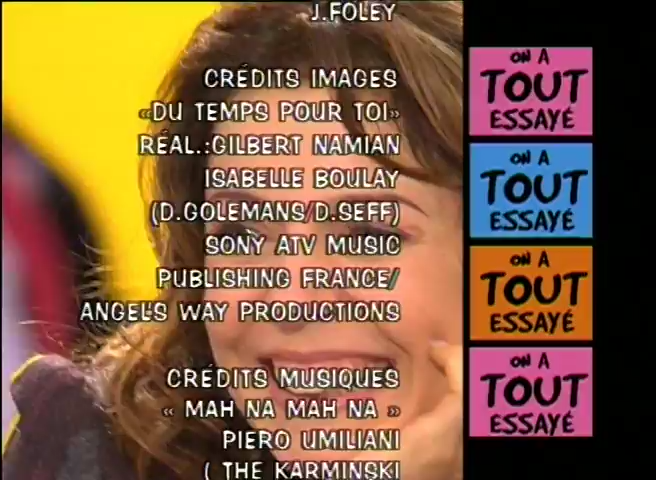 J.FOLEY
CRÉDITS IMAGES
«DU TEMPS POUR TOI»
RÉAL.:GILBERT NAMIAN
ISABELLE BOULAY
(D.GOLEMANS/D.SEFF)
SONY ATV MUSIC
PUBLISHING FRANCE/
ANGEL'S WAY PRODUCTIONS
CRÉDITS MUSIQUES
« MAH NA MAH NA »
PIERO UMILIANI
( THE KARMINSKI
ON A
TOUT
ESSAYÉ
ON A
TOUT
ESSAYÉ
ON A
TOUT
ESSAYÉ
ON A
TOUT
ESSAYÉ